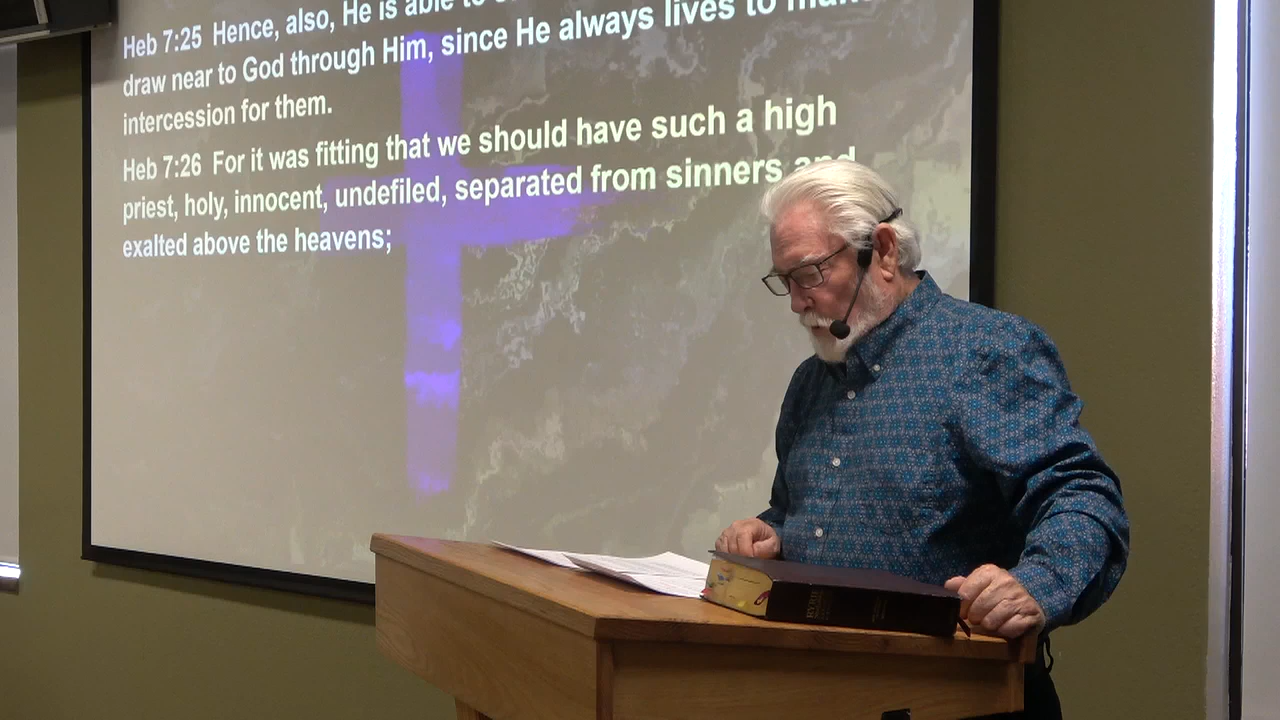 Heb 7:25 Hence, also, He is able to
draw near to God through Him, since He always lives to make
intercession for them.
Heb 7:26 For it was fitting that we should have such a high
priest, holy, innocent, undefiled, separated from sinners and
exalted above the heavens;